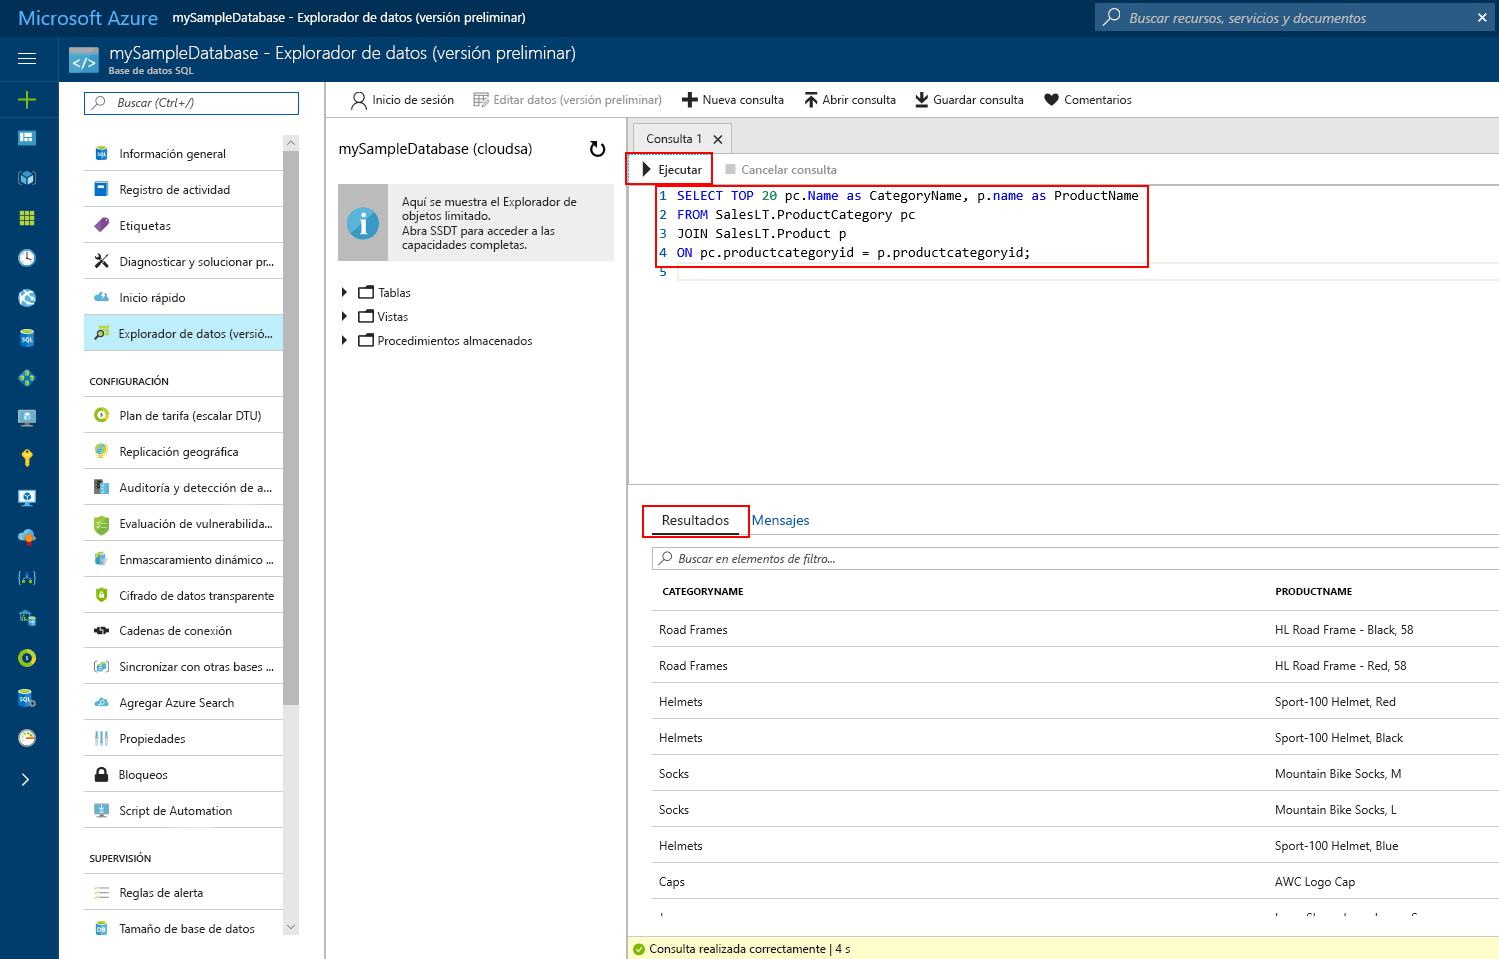 Microsoft Azure mySampleDatabase - Explorador de datos (versión preliminar)
Buscar recursos, servicios y documentos
mySampleDatabase - Explorador de datos (versión preliminar)
Base de datos SQL
Buscar (Ctrl+/)
Información general
Registro de actividad
Etiquetas
Diagnosticar y solucionar pr...
Inicio rápido
Explorador de datos (versió...
CONFIGURACIÓN
Plan de tarifa (escalar DTU)
Replicación geográfica
Auditoría y detección de a...
Evaluación de vulnerabilida...
Enmascaramiento dinámico ...
Cifrado de datos transparente
Cadenas de conexión
Sincronizar con otras bases ...
Agregar Azure Search
Propiedades
Bloqueos
Script de Automation
SUPERVISIÓN
Reglas de alerta
Tamaño de base de datos
Inicio de sesión
Editar datos (versión preliminar)
Nueva consulta
Abrir consulta
Guardar consulta
Comentarios
mySampleDatabase (cloudsa)
Aquí se muestra el Explorador de
objetos limitado.
Abra SSDT para acceder a las
capacidades completas.
Tablas
Vistas
Procedimientos almacenados
Consulta 1
Ejecutar
Cancelar consulta
1 SELECT TOP 20 pc.Name as CategoryName, p.name as ProductName
2 FROM SalesLT.ProductCategory pc
3 JOIN SalesLT.Product p
4 ON pc.productcategoryid = p.productcategoryid;
5
Resultados
Mensajes
Buscar en elementos de filtro...
CATEGORYNAME PRODUCTNAME
Road Frames HL Road Frame - Black, 58
Road Frames HL Road Frame - Red, 58
Helmets Sport-100 Helmet, Red
Helmets Sport-100 Helmet, Black
Socks Mountain Bike Socks, M
Socks Mountain Bike Socks, L
Helmets Sport-100 Helmet, Blue
Caps AWC Logo Cap
Consulta realizada correctamente | 4 s